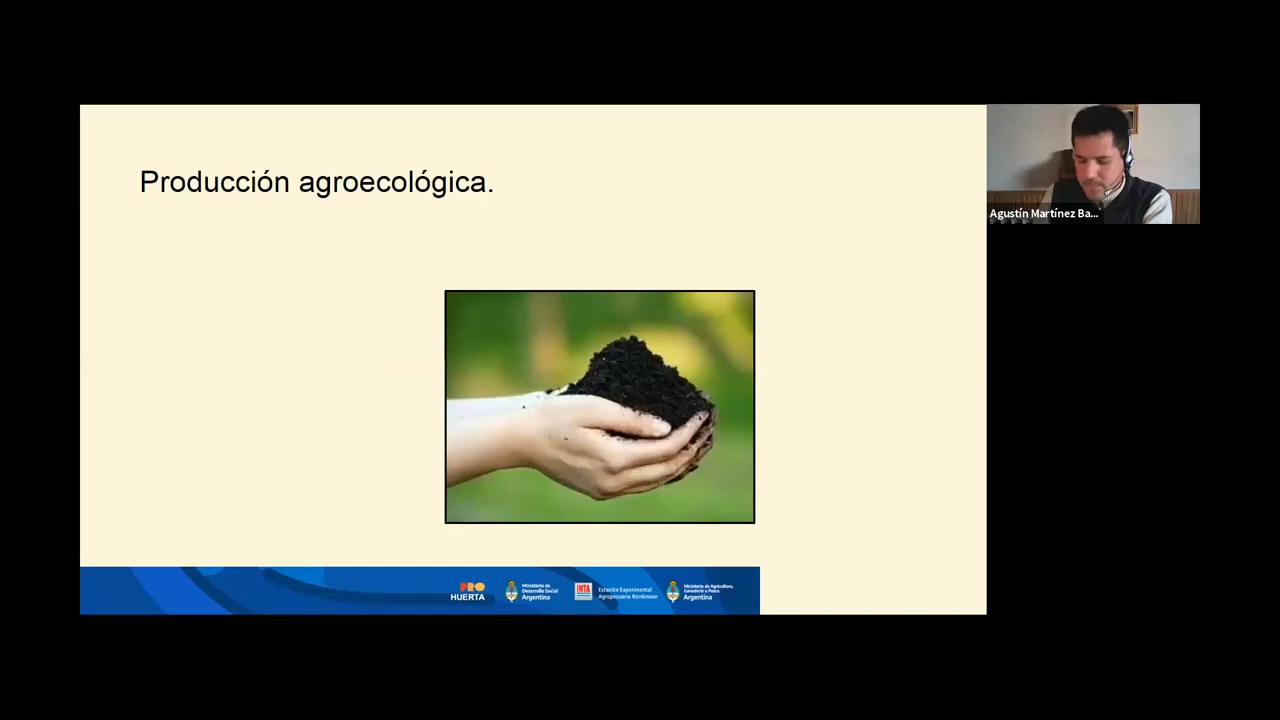 Producción agroecológica.
Agustín Martínez Ba...
PRO
HUERTA
Ministerio de
Desarrollo Social
Argentina
INTA
Estación Experimental
Agropecuaria Bordenave
Ministerio de Agricultura,
Ganadería y Pesca
Argentina